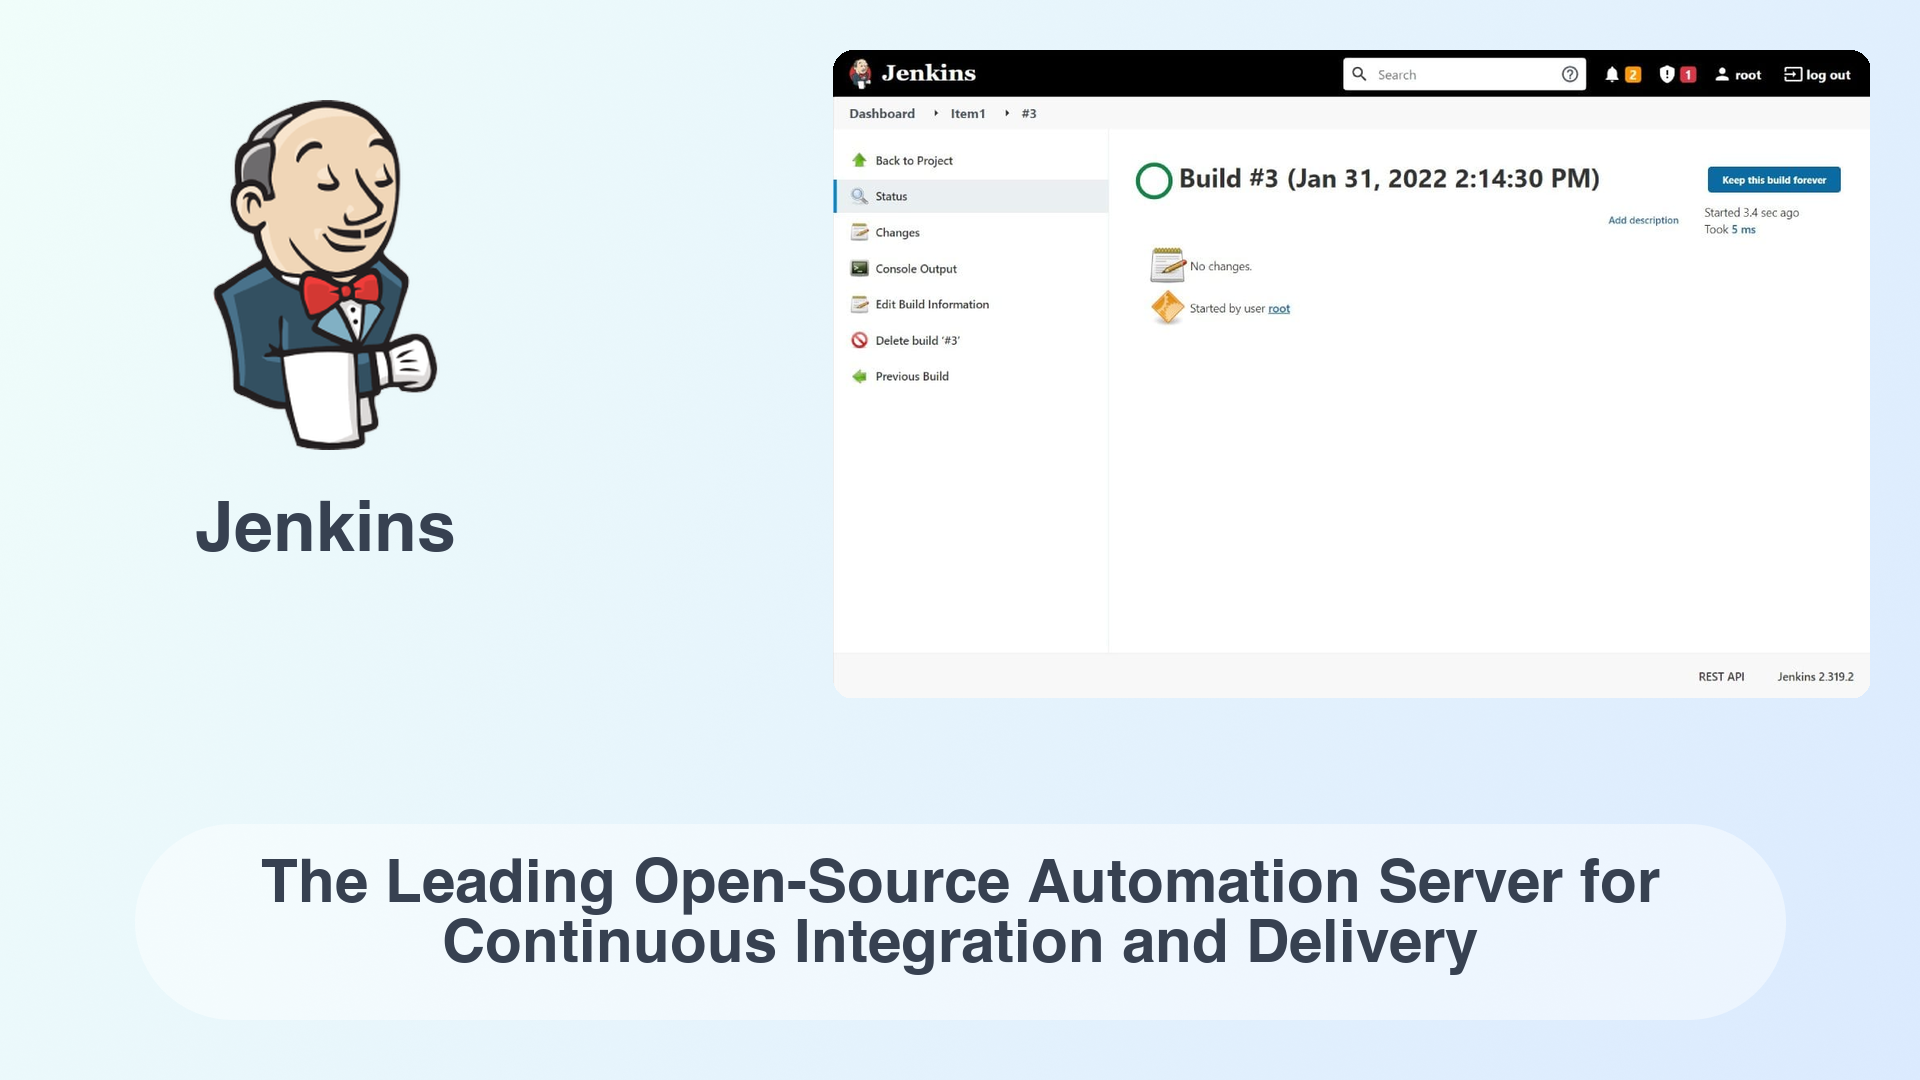 Jenkins
Jenkins
Search
2
1
root
log out
Dashboard
Item1
#3
Back to Project
Status
Changes
Console Output
Edit Build Information
Delete build ‘#3’
Previous Build
Build #3 (Jan 31, 2022 2:14:30 PM)
Keep this build forever
Add description
Started 3.4 sec ago
Took 5 ms
No changes.
Started by user root
REST API
Jenkins 2.319.2
The Leading Open-Source Automation Server for
Continuous Integration and Delivery